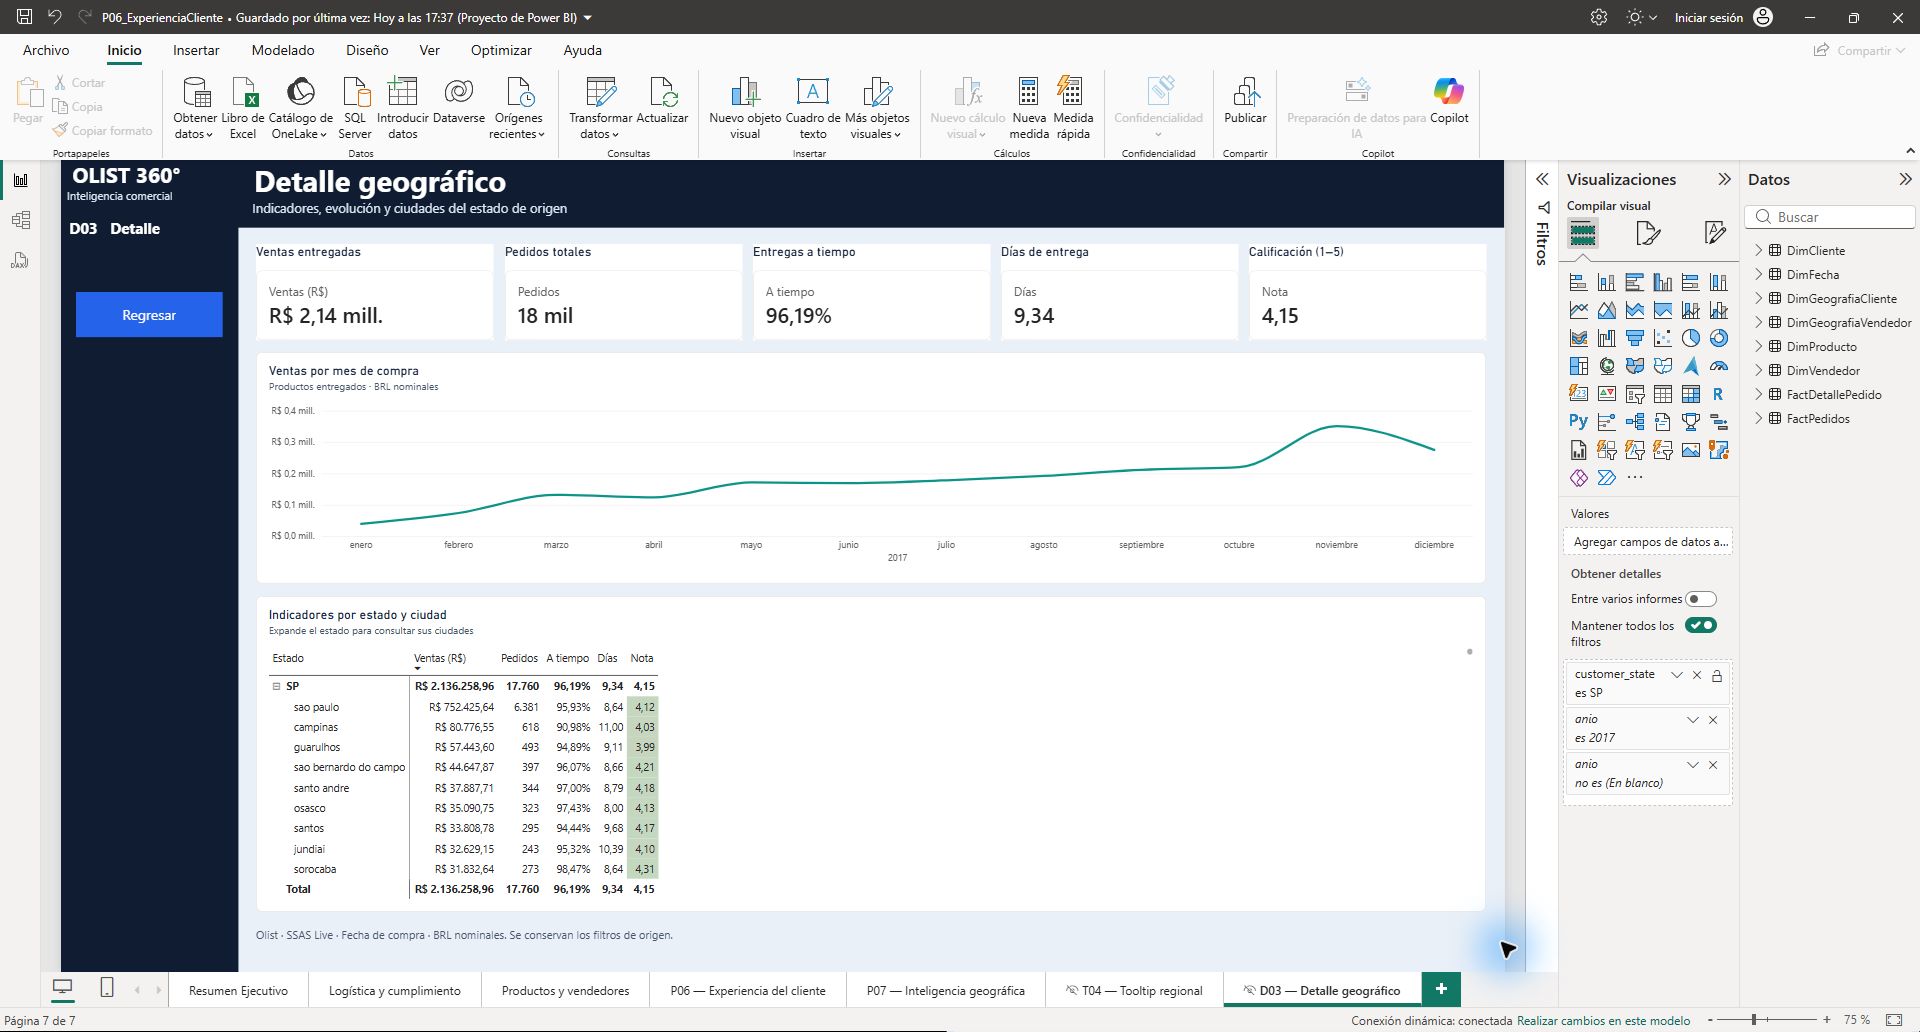 P06_ExperienciaCliente • Guardado por última vez: Hoy a las 17:37 (Proyecto de Power BI)
Iniciar sesión
Archivo Inicio Insertar Modelado Diseño Ver Optimizar Ayuda
Compartir
Pegar
Cortar
Copia
Copiar formato
Portapapeles
Obtener datos
Libro de Excel
Catálogo de OneLake
SQL Server
Introducir datos
Dataverse
Orígenes recientes
Datos
Transformar datos
Actualizar
Consultas
Nuevo objeto visual
Cuadro de texto
Más objetos visuales
Insertar
Nuevo cálculo visual
Nueva medida
Medida rápida
Cálculos
Confidencialidad
Confidencialidad
Publicar
Compartir
Preparación de datos para IA
Copilot
Copilot
OLIST 360°
Inteligencia comercial
D03 Detalle
Regresar
Detalle geográfico
Indicadores, evolución y ciudades del estado de origen
Ventas entregadas
Ventas (R$)
R$ 2,14 mill.
Pedidos totales
Pedidos
18 mil
Entregas a tiempo
A tiempo
96,19%
Días de entrega
Días
9,34
Calificación (1–5)
Nota
4,15
Ventas por mes de compra
Productos entregados · BRL nominales
R$ 0,4 mill.
R$ 0,3 mill.
R$ 0,2 mill.
R$ 0,1 mill.
R$ 0,0 mill.
enero febrero marzo abril mayo junio julio agosto septiembre octubre noviembre diciembre
2017
Indicadores por estado y ciudad
Expande el estado para consultar sus ciudades
Estado Ventas (R$) Pedidos A tiempo Días Nota
SP R$ 2.136.258,96 17.760 96,19% 9,34 4,15
sao paulo R$ 752.425,64 6.381 95,93% 8,64 4,12
campinas R$ 80.776,55 618 90,98% 11,00 4,03
guarulhos R$ 57.443,60 493 94,89% 9,11 3,99
sao bernardo do campo R$ 44.647,87 397 96,07% 8,66 4,21
santo andre R$ 37.887,71 344 97,00% 8,79 4,18
osasco R$ 35.090,75 323 97,43% 8,00 4,13
santos R$ 33.808,78 295 94,44% 9,68 4,17
jundiai R$ 32.629,15 243 95,32% 10,39 4,10
sorocaba R$ 31.832,64 273 98,47% 8,64 4,31
Total R$ 2.136.258,96 17.760 96,19% 9,34 4,15
Olist · SSAS Live · Fecha de compra · BRL nominales. Se conservan los filtros de origen.
Filtros
Visualizaciones
Compilar visual
Valores
Agregar campos de datos a...
Obtener detalles
Entre varios informes
Mantener todos los filtros
customer_state
es SP
anio
es 2017
anio
no es (En blanco)
Datos
Buscar
DimCliente
DimFecha
DimGeografiaCliente
DimGeografiaVendedor
DimProducto
DimVendedor
FactDetallePedido
FactPedidos
Resumen Ejecutivo
Logística y cumplimiento
Productos y vendedores
P06 — Experiencia del cliente
P07 — Inteligencia geográfica
T04 — Tooltip regional
D03 — Detalle geográfico
Página 7 de 7
Conexión dinámica: conectada Realizar cambios en este modelo
75 %